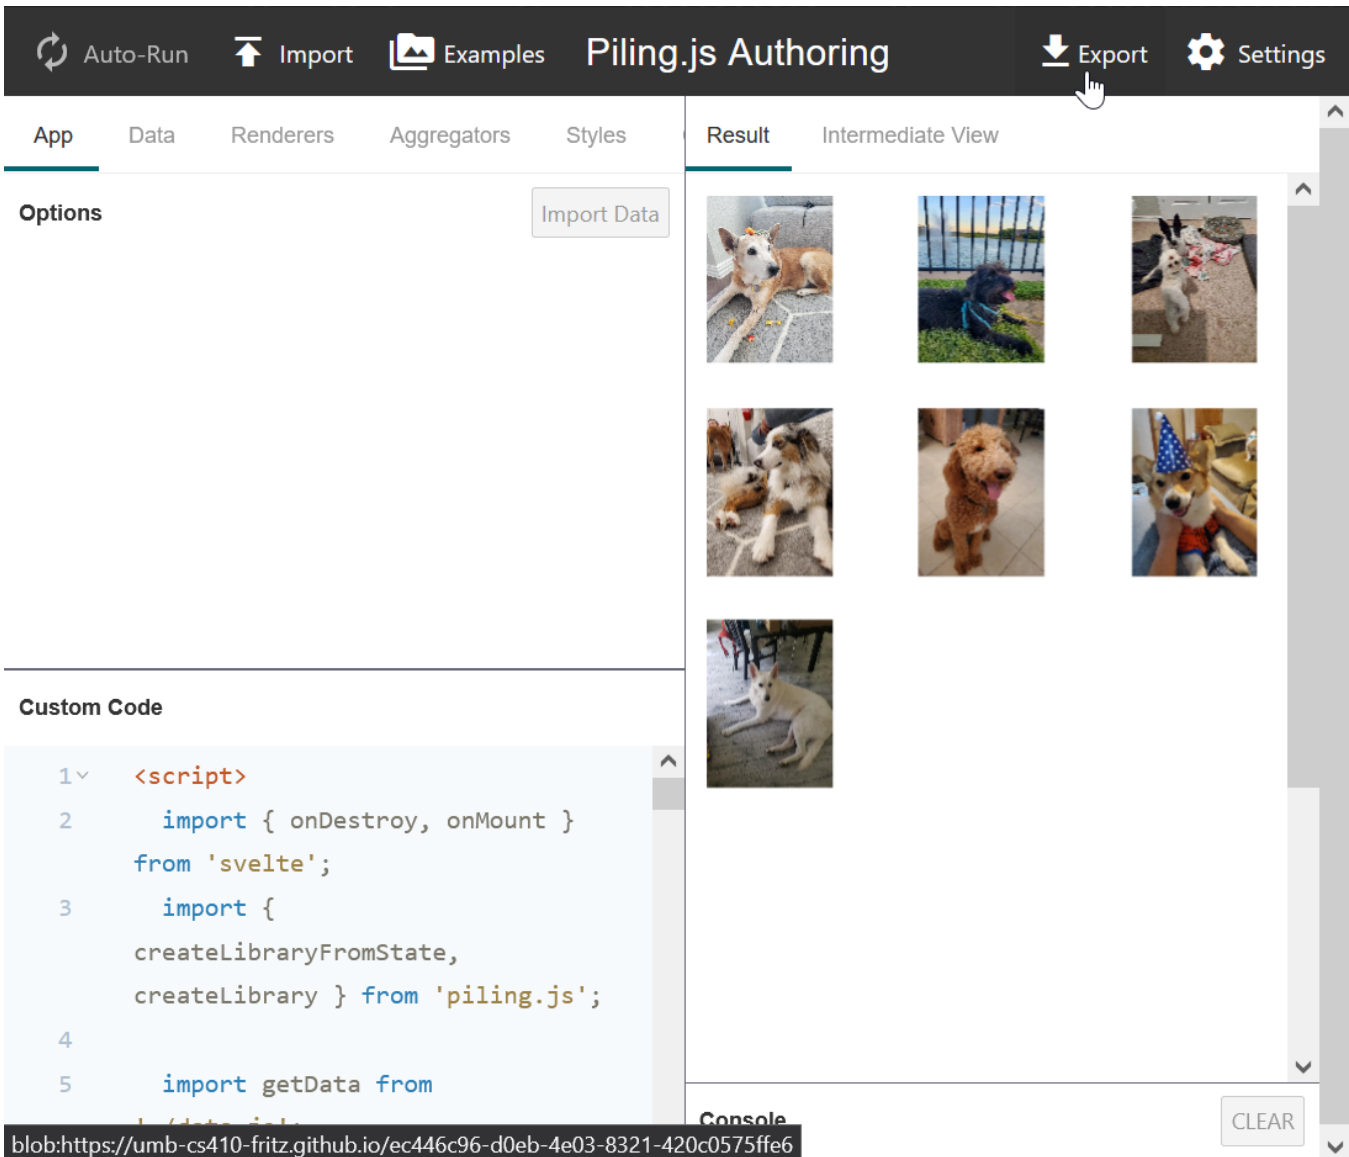 Auto-Run Import Examples Piling.js Authoring Export Settings
App Data Renderers Aggregators Styles
Result Intermediate View
Options Import Data
Custom Code
1 <script>
2 import { onDestroy, onMount }
from 'svelte';
3 import {
createLibraryFromState,
createLibrary } from 'piling.js';
4
5 import getData from
Console CLEAR
blob:https://umb-cs410-fritz.github.io/ec446c96-d0eb-4e03-8321-420c0575ffe6